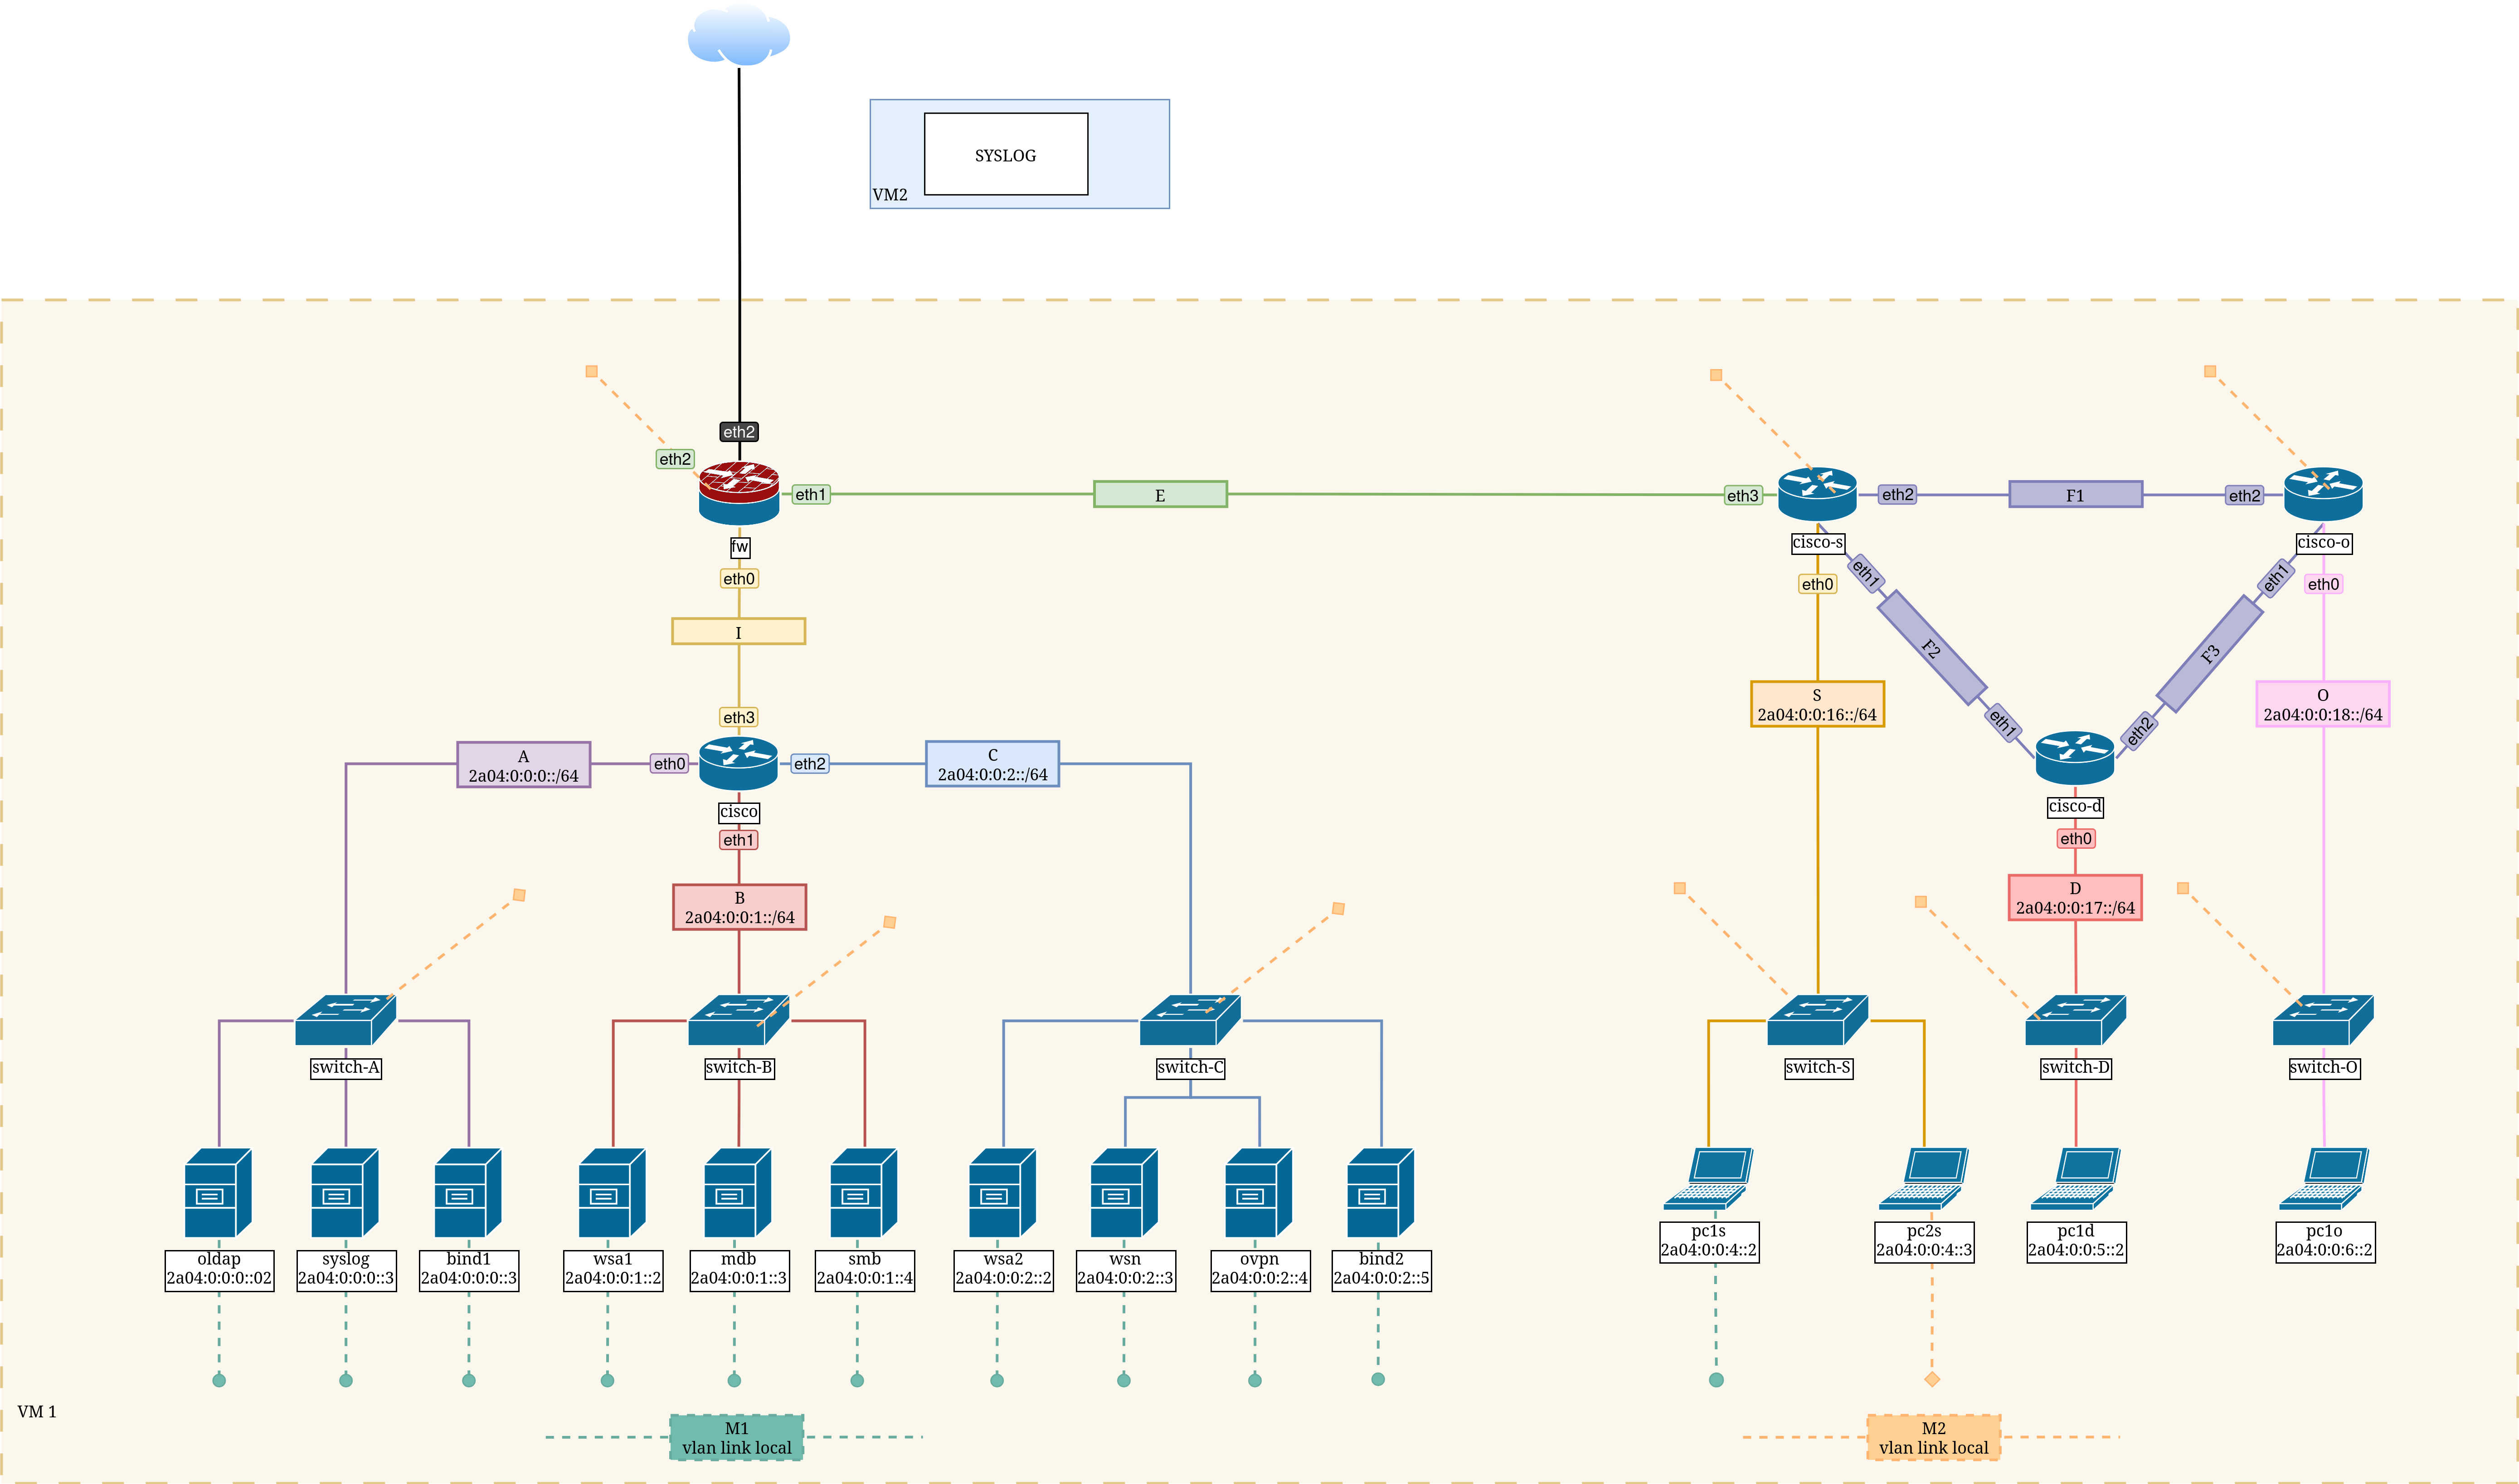 SYSLOG
VM2
eth2
eth2
eth1
E
eth3
eth2
F1
eth2
fw
cisco-s
cisco-o
eth0
eth0
eth1
eth1
eth0
I
F2
F3
S
2a04:0:0:16::/64
O
2a04:0:0:18::/64
eth3
eth1
eth2
A
2a04:0:0:0::/64
eth0
eth2
C
2a04:0:0:2::/64
cisco
cisco-d
eth1
eth0
B
2a04:0:0:1::/64
D
2a04:0:0:17::/64
switch-A
switch-B
switch-C
switch-S
switch-D
switch-O
oldap
2a04:0:0:0::02
syslog
2a04:0:0:0::3
bind1
2a04:0:0:0::3
wsa1
2a04:0:0:1::2
mdb
2a04:0:0:1::3
smb
2a04:0:0:1::4
wsa2
2a04:0:0:2::2
wsn
2a04:0:0:2::3
ovpn
2a04:0:0:2::4
bind2
2a04:0:0:2::5
pc1s
2a04:0:0:4::2
pc2s
2a04:0:0:4::3
pc1d
2a04:0:0:5::2
pc1o
2a04:0:0:6::2
VM 1
M1
vlan link local
M2
vlan link local